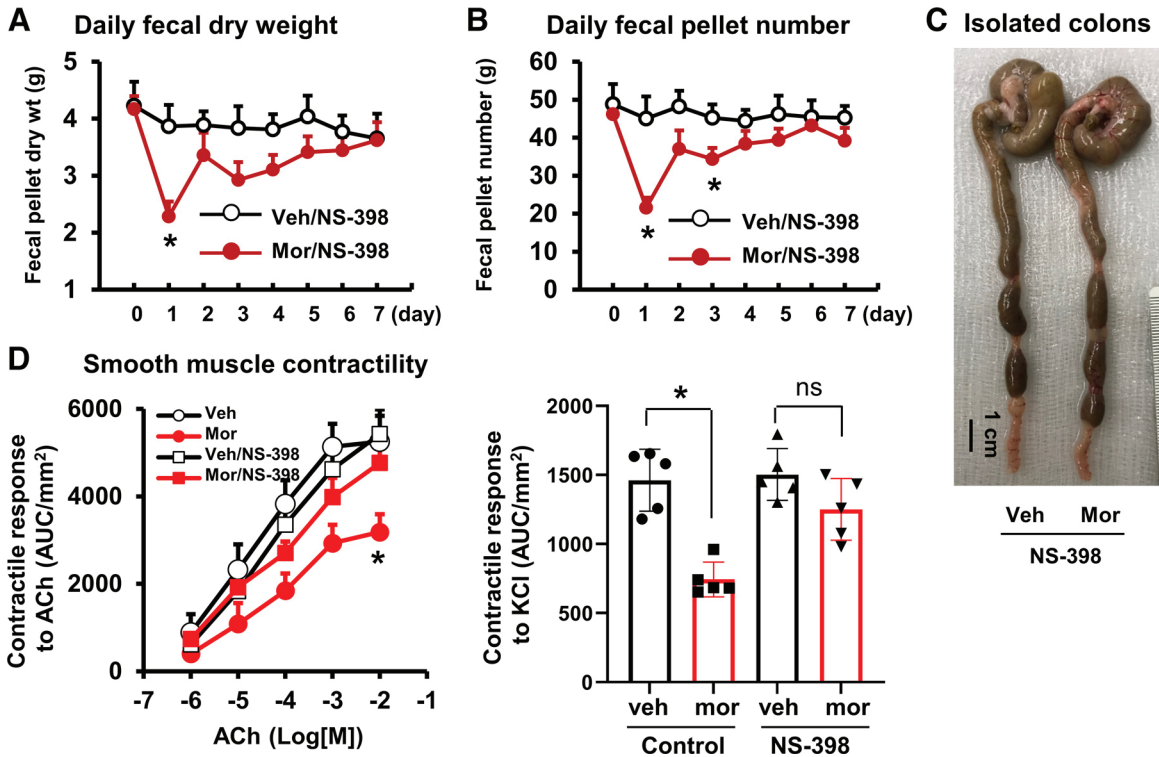 A Daily fecal dry weight
Fecal pellet dry wt (g)
5
4
3
2
1
0 1 2 3 4 5 6 7 (day)
Veh/NS-398
Mor/NS-398
*
B Daily fecal pellet number
Fecal pellet number (g)
60
50
40
30
20
10
0
0 1 2 3 4 5 6 7 (day)
*
*
Veh/NS-398
Mor/NS-398
C Isolated colons
1 cm
Veh Mor
NS-398
D Smooth muscle contractility
Contractile response
to ACh (AUC/mm²)
6000
4000
2000
0
Veh
Mor
Veh/NS-398
Mor/NS-398
*
-7 -6 -5 -4 -3 -2 -1
ACh (Log[M])
Contractile response
to KCl (AUC/mm²)
2000
1500
1000
500
0
* ns
veh mor veh mor
Control NS-398